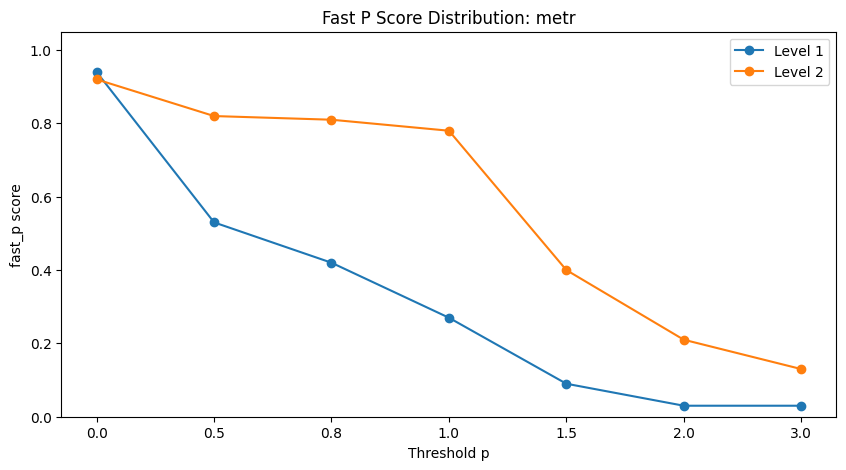 Fast P Score Distribution: metr
Level 1
Level 2
fast_p score
1.0
0.8
0.6
0.4
0.2
0.0
0.0 0.5 0.8 1.0 1.5 2.0 3.0
Threshold p